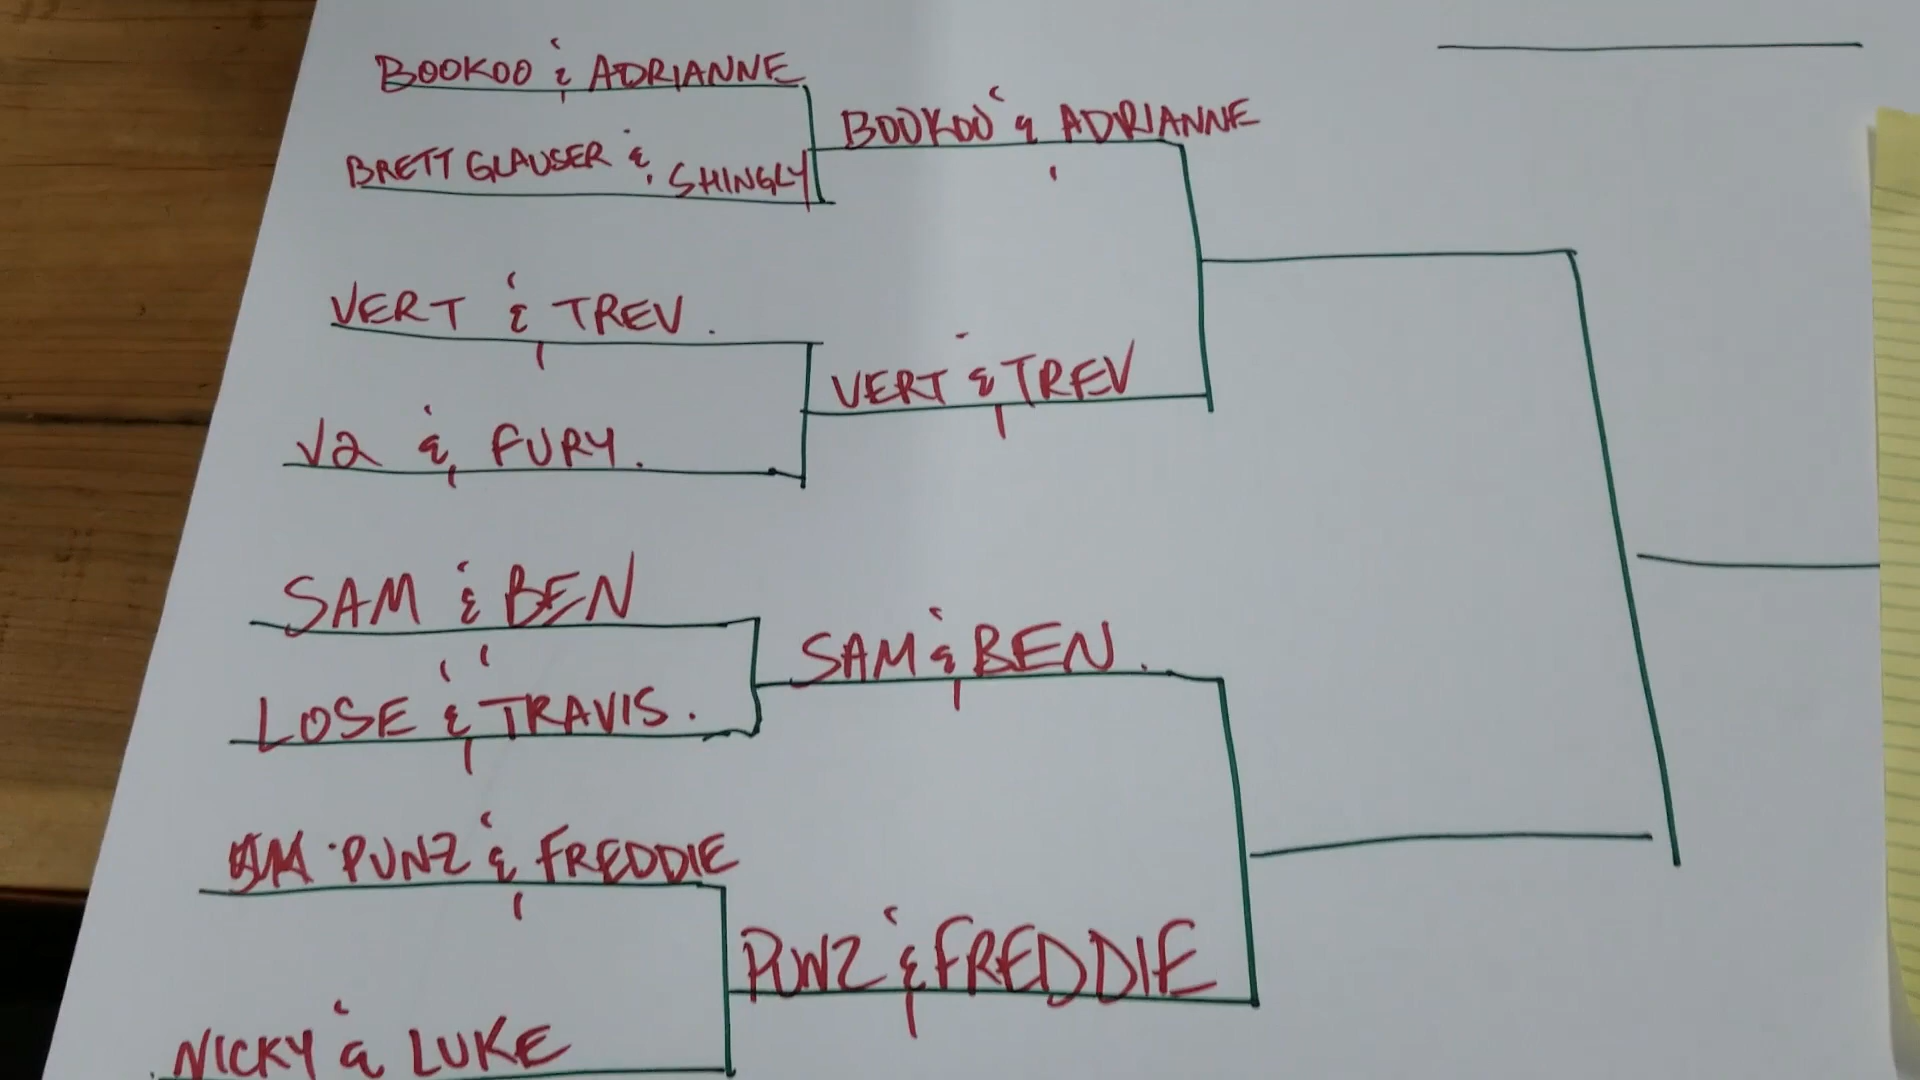 BOOKOO & ADRIANNE
BRETT GLAUSER & SHINGLY
VERT & TREV.
V2 & FURY.
SAM & BEN
LOSE & TRAVIS.
PUNZ & FREDDIE
NICKY & LUKE
BOOKOO & ADRIANNE
VERT & TREV
SAM & BEN.
PUNZ & FREDDIE